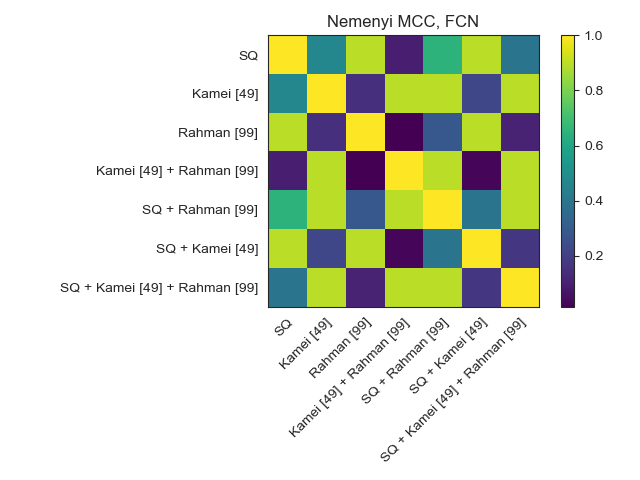 Nemenyi MCC, FCN
SQ
Kamei [49]
Rahman [99]
Kamei [49] + Rahman [99]
SQ + Rahman [99]
SQ + Kamei [49]
SQ + Kamei [49] + Rahman [99]
1.0
0.8
0.6
0.4
0.2
SQ
Kamei [49]
Rahman [99]
Kamei [49] + Rahman [99]
SQ + Rahman [99]
SQ + Kamei [49]
SQ + Kamei [49] + Rahman [99]